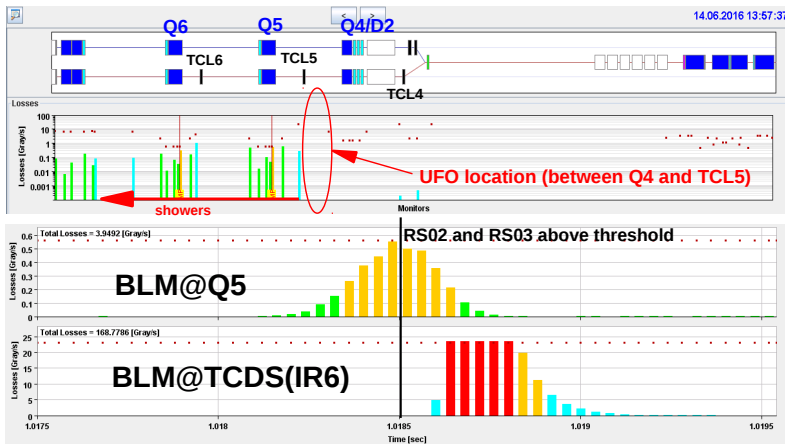 < >
14.06.2016 13:57:37
Q6 Q5 Q4/D2
TCL6 TCL5
TCL4
Losses
Losses [Gray/s]
100
10
1
0.1
0.01
0.001
UFO location (between Q4 and TCL5)
showers
Monitors
Losses [Gray/s]
Total Losses = 3.9492 [Gray/s]
RS02 and RS03 above threshold
0.6
0.5
0.4
0.3
0.2
0.1
0
BLM@Q5
Losses [Gray/s]
Total Losses = 168.7786 [Gray/s]
25
20
15
10
5
0
BLM@TCDS(IR6)
1.0175 1.018 1.0185 1.019 1.0195
Time [sec]